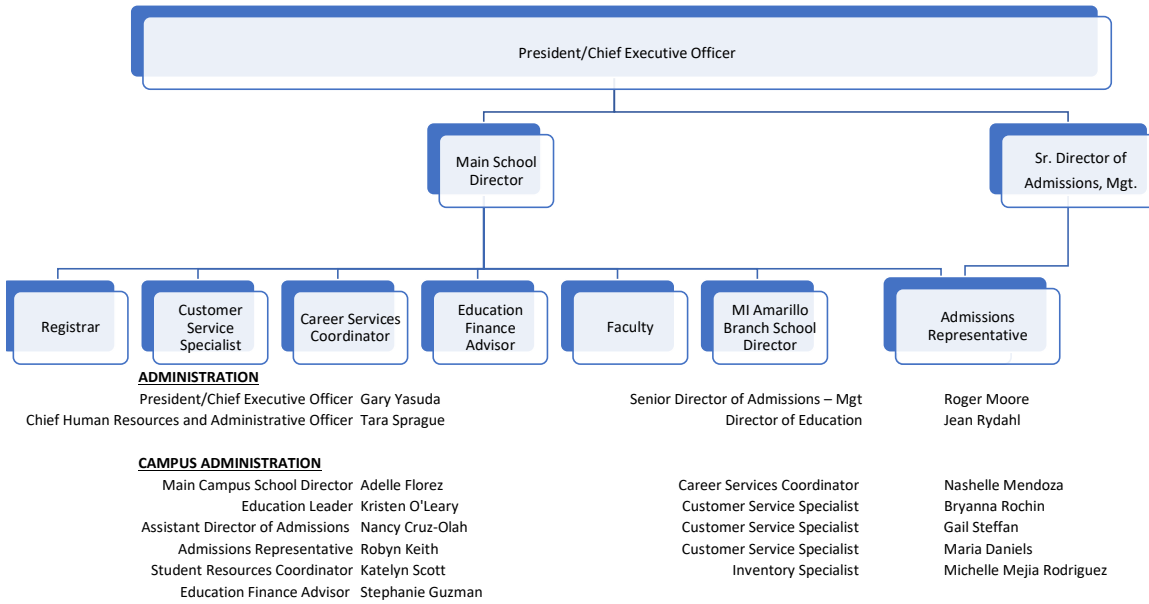 President/Chief Executive Officer
Main School
Director
Sr. Director of
Admissions, Mgt.
Registrar
Customer
Service
Specialist
Career Services
Coordinator
Education
Finance
Advisor
Faculty
MI Amarillo
Branch School
Director
Admissions
Representative
ADMINISTRATION
President/Chief Executive Officer Gary Yasuda Senior Director of Admissions – Mgt Roger Moore
Chief Human Resources and Administrative Officer Tara Sprague Director of Education Jean Rydahl
CAMPUS ADMINISTRATION
Main Campus School Director Adelle Florez Career Services Coordinator Nashelle Mendoza
Education Leader Kristen O'Leary Customer Service Specialist Bryanna Rochin
Assistant Director of Admissions Nancy Cruz-Olah Customer Service Specialist Gail Steffan
Admissions Representative Robyn Keith Customer Service Specialist Maria Daniels
Student Resources Coordinator Katelyn Scott Inventory Specialist Michelle Mejia Rodriguez
Education Finance Advisor Stephanie Guzman